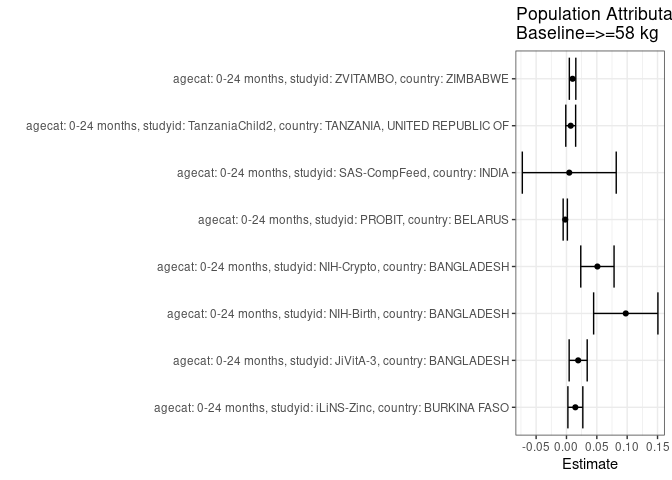 Population Attributa
Baseline=>=58 kg
agecat: 0-24 months, studyid: ZVITAMBO, country: ZIMBABWE
agecat: 0-24 months, studyid: TanzaniaChild2, country: TANZANIA, UNITED REPUBLIC OF
agecat: 0-24 months, studyid: SAS-CompFeed, country: INDIA
agecat: 0-24 months, studyid: PROBIT, country: BELARUS
agecat: 0-24 months, studyid: NIH-Crypto, country: BANGLADESH
agecat: 0-24 months, studyid: NIH-Birth, country: BANGLADESH
agecat: 0-24 months, studyid: JiVitA-3, country: BANGLADESH
agecat: 0-24 months, studyid: iLiNS-Zinc, country: BURKINA FASO
-0.05 0.00 0.05 0.10 0.15
Estimate